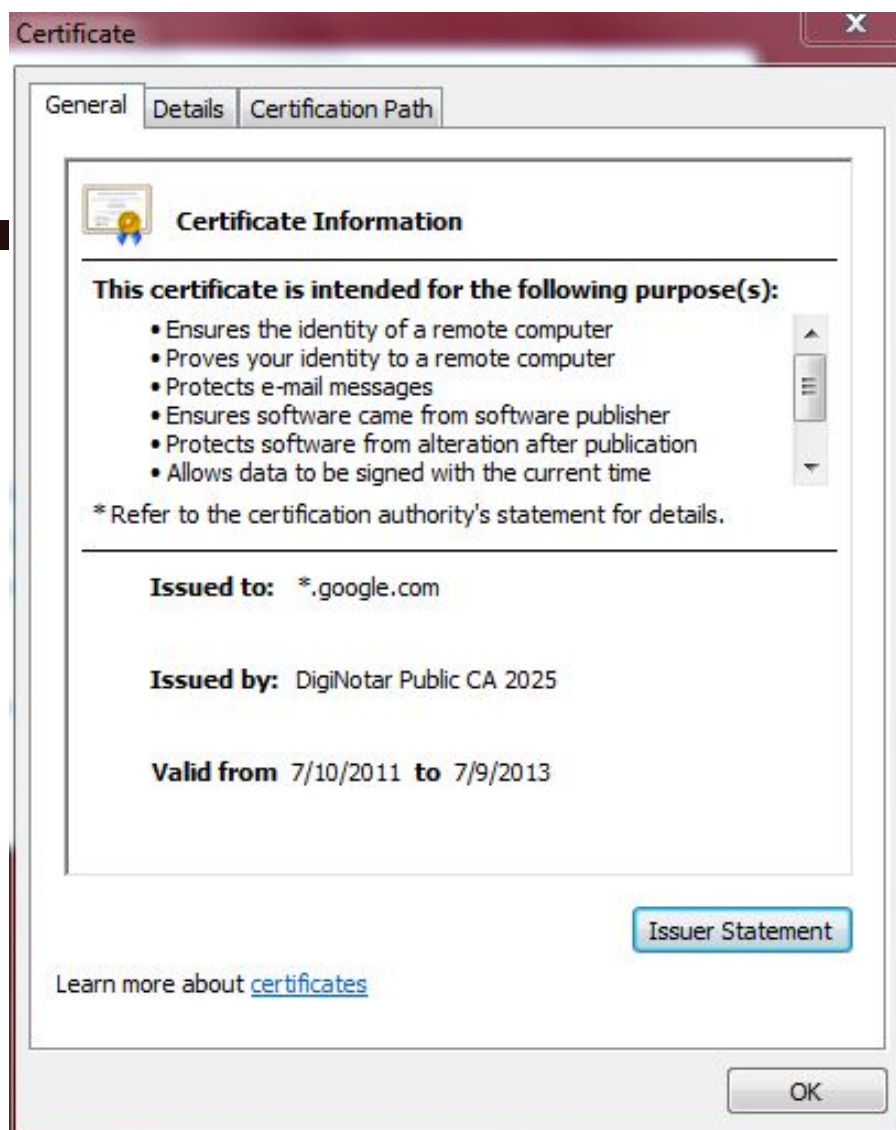 Certificate
General Details Certification Path
Certificate Information
This certificate is intended for the following purpose(s):
• Ensures the identity of a remote computer
• Proves your identity to a remote computer
• Protects e-mail messages
• Ensures software came from software publisher
• Protects software from alteration after publication
• Allows data to be signed with the current time
* Refer to the certification authority's statement for details.
Issued to: *.google.com
Issued by: DigiNotar Public CA 2025
Valid from 7/10/2011 to 7/9/2013
Issuer Statement
Learn more about certificates
OK